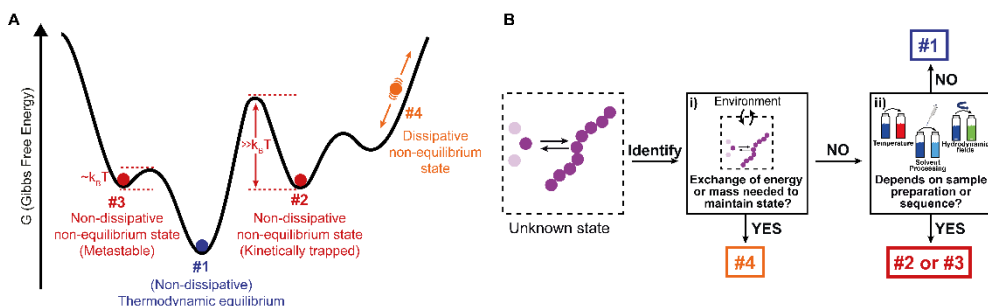 A
G (Gibbs Free Energy)
~kBT
#3
Non-dissipative
non-equilibrium state
(Metastable)
#1
(Non-dissipative)
Thermodynamic equilibrium
>>kBT
#2
Non-dissipative
non-equilibrium state
(Kinetically trapped)
#4
Dissipative
non-equilibrium
state
B
Unknown state
Identify
i)
Environment
Exchange of energy
or mass needed to
maintain state?
YES
#4
NO
ii)
Temperature
Solvent
Processing
Hydrodynamic
fields
Depends on sample
preparation or
sequence?
NO
#1
YES
#2 or #3